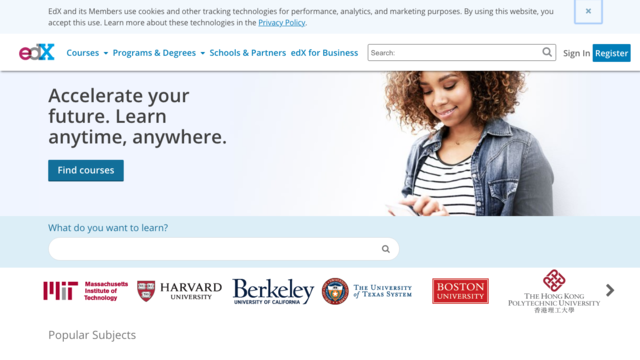 EdX and its Members use cookies and other tracking technologies for performance, analytics, and marketing purposes. By using this website, you
accept this use. Learn more about these technologies in the Privacy Policy.
×
edX
Courses
Programs & Degrees
Schools & Partners
edX for Business
Search:
Sign In
Register
Accelerate your
future. Learn
anytime, anywhere.
Find courses
What do you want to learn?
MIT
Massachusetts
Institute of
Technology
HARVARD
UNIVERSITY
Berkeley
UNIVERSITY OF CALIFORNIA
THE UNIVERSITY
OF TEXAS SYSTEM
BOSTON
UNIVERSITY
THE HONG KONG
POLYTECHNIC UNIVERSITY
香港理工大學
Popular Subjects